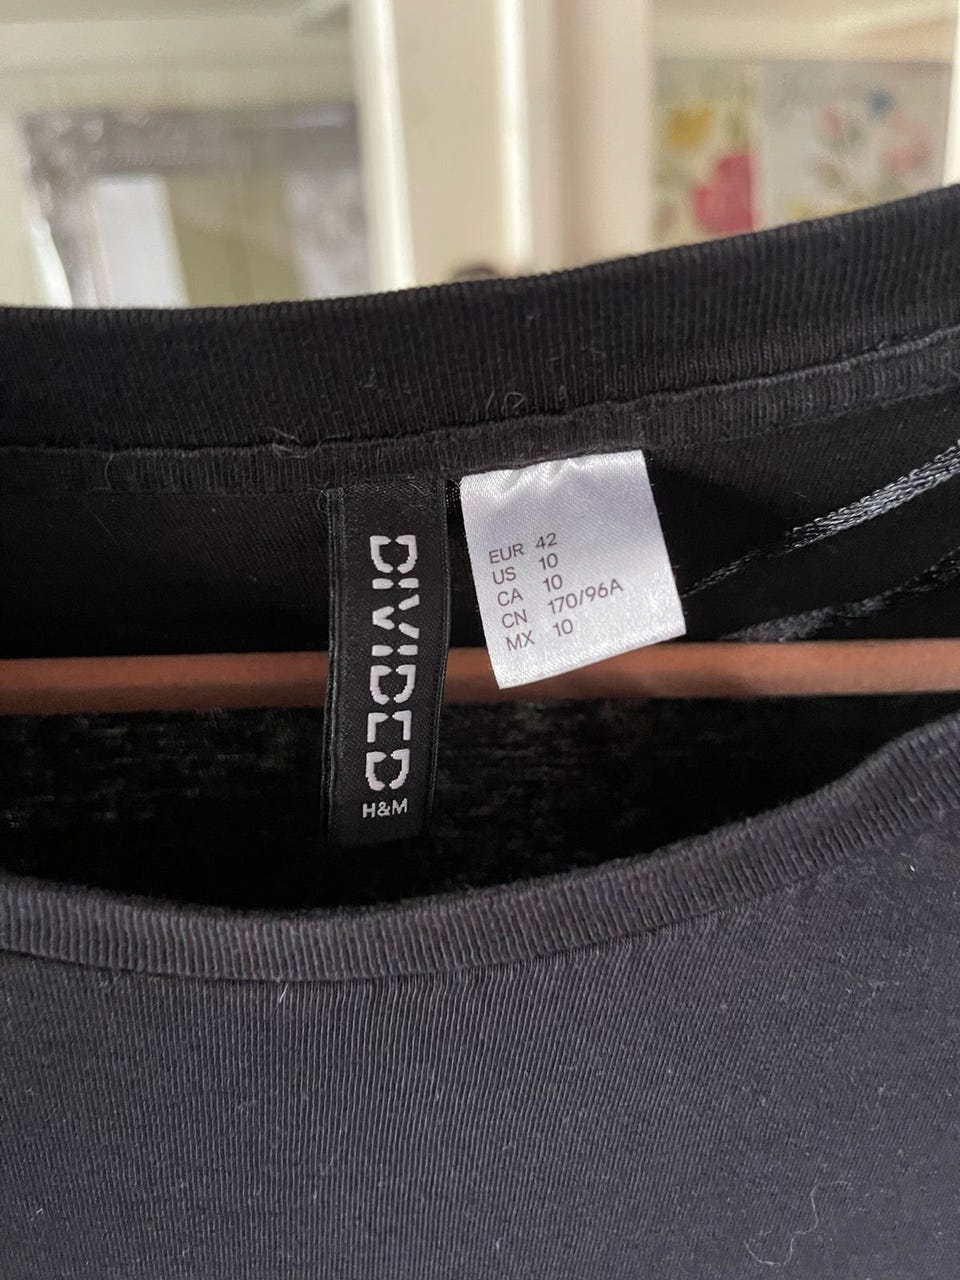 DIVIDED
H&M
EUR 42
US 10
CA 10
CN 170/96A
MX 10